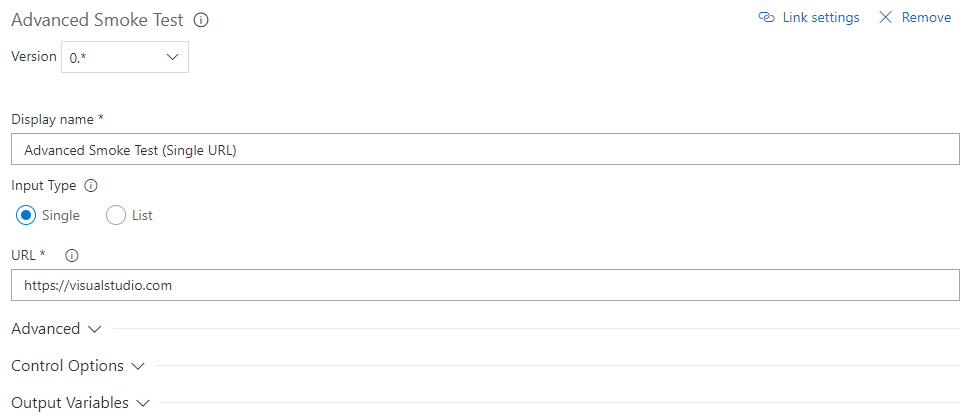 Advanced Smoke Test
Link settings
Remove
Version 0.*
Display name *
Advanced Smoke Test (Single URL)
Input Type
Single
List
URL *
https://visualstudio.com
Advanced
Control Options
Output Variables